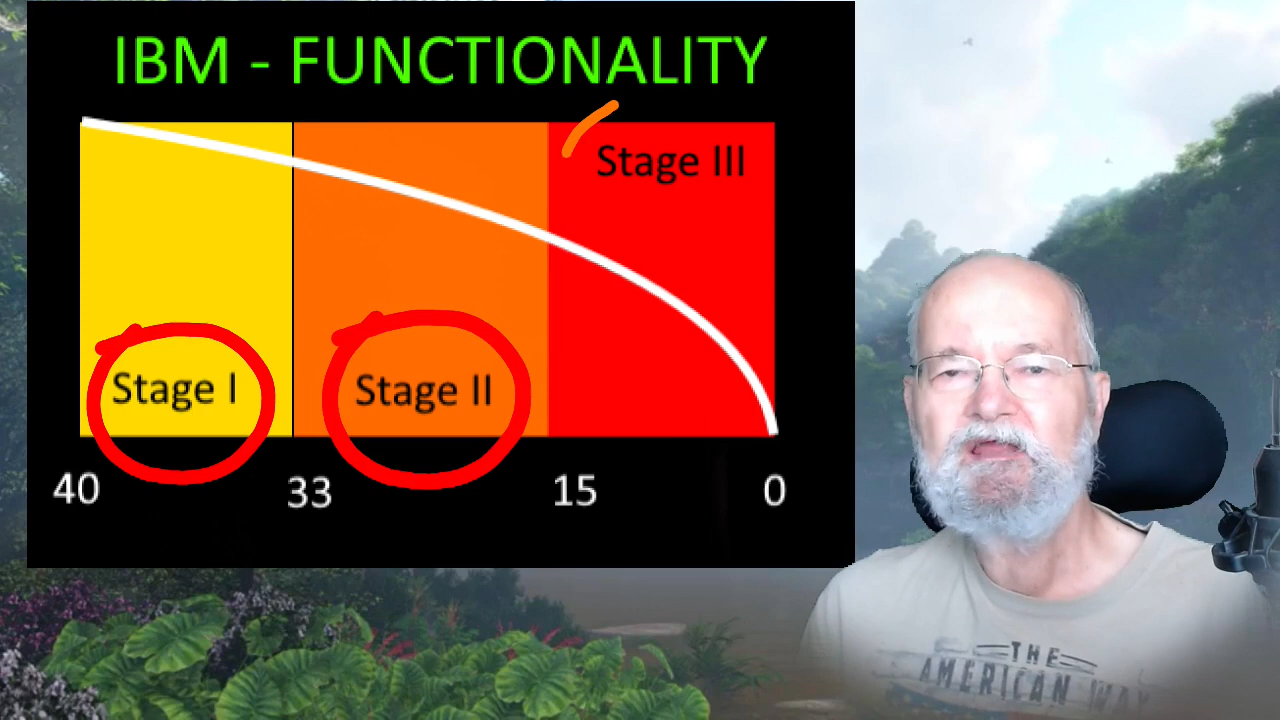 IBM - FUNCTIONALITY
Stage III
Stage I
Stage II
40
33
15
0
THE
AMERICAN WAY